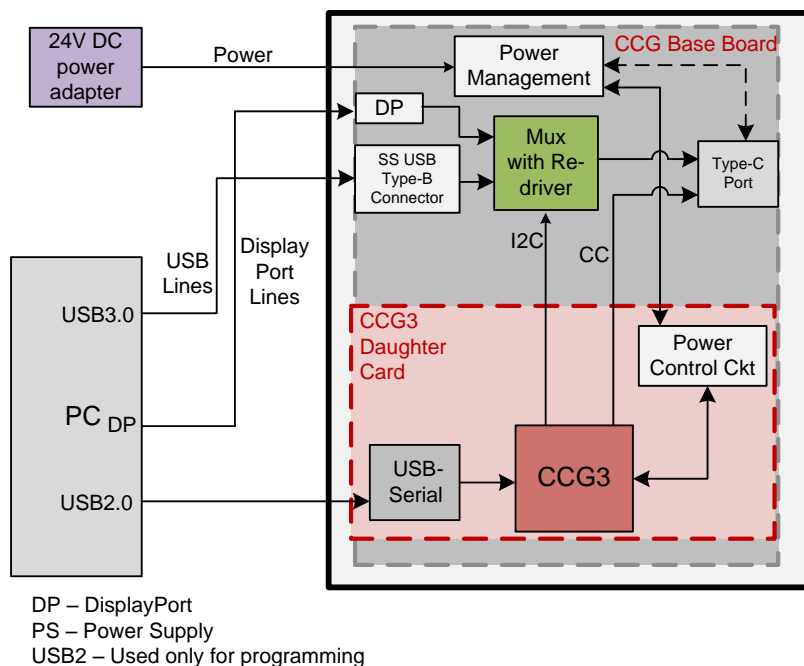 24V DC
power
adapter
Power
Power
Management
CCG Base Board
DP
SS USB
Type-B
Connector
Mux
with Re-
driver
Type-C
Port
I2C
CC
USB
Lines
Display
Port
Lines
USB3.0
PC
DP
USB2.0
CCG3
Daughter
Card
Power
Control Ckt
USB-
Serial
CCG3
DP – DisplayPort
PS – Power Supply
USB2 – Used only for programming